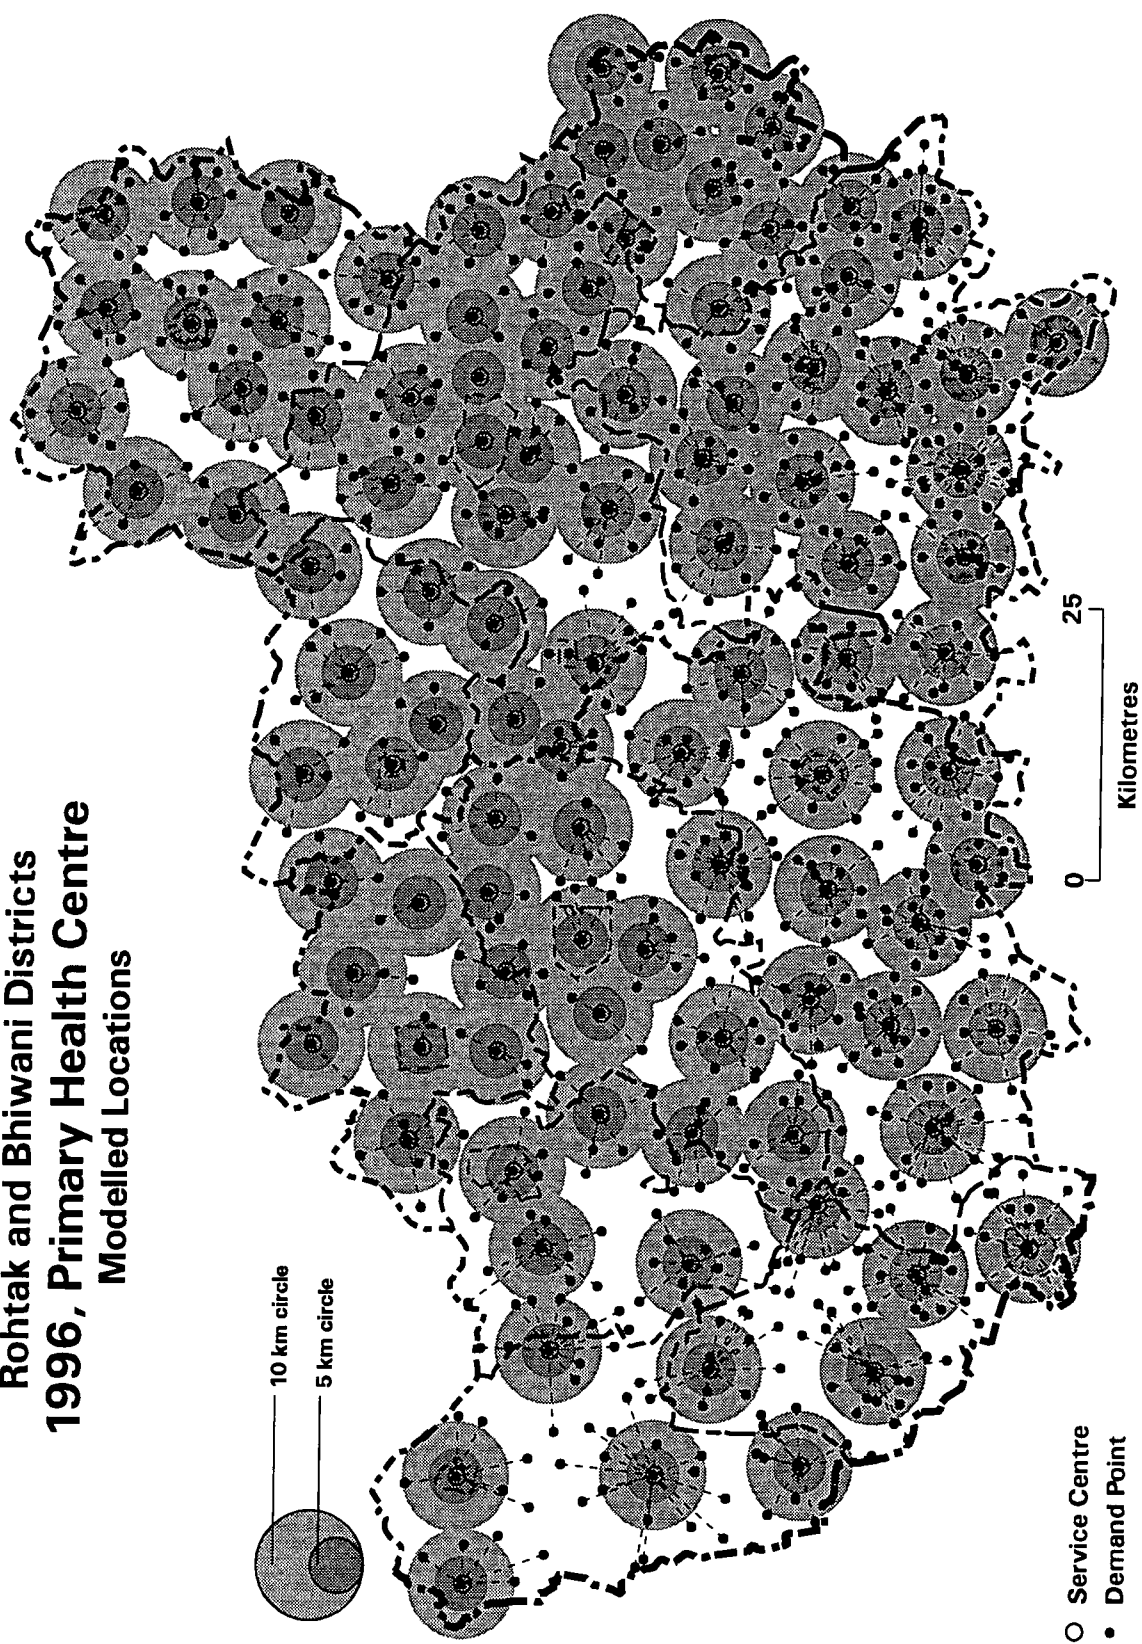 Rohtak and Bhiwani Districts
1996, Primary Health Centre
Modelled Locations
10 km circle
5 km circle
Service Centre
Demand Point
0
25
Kilometres